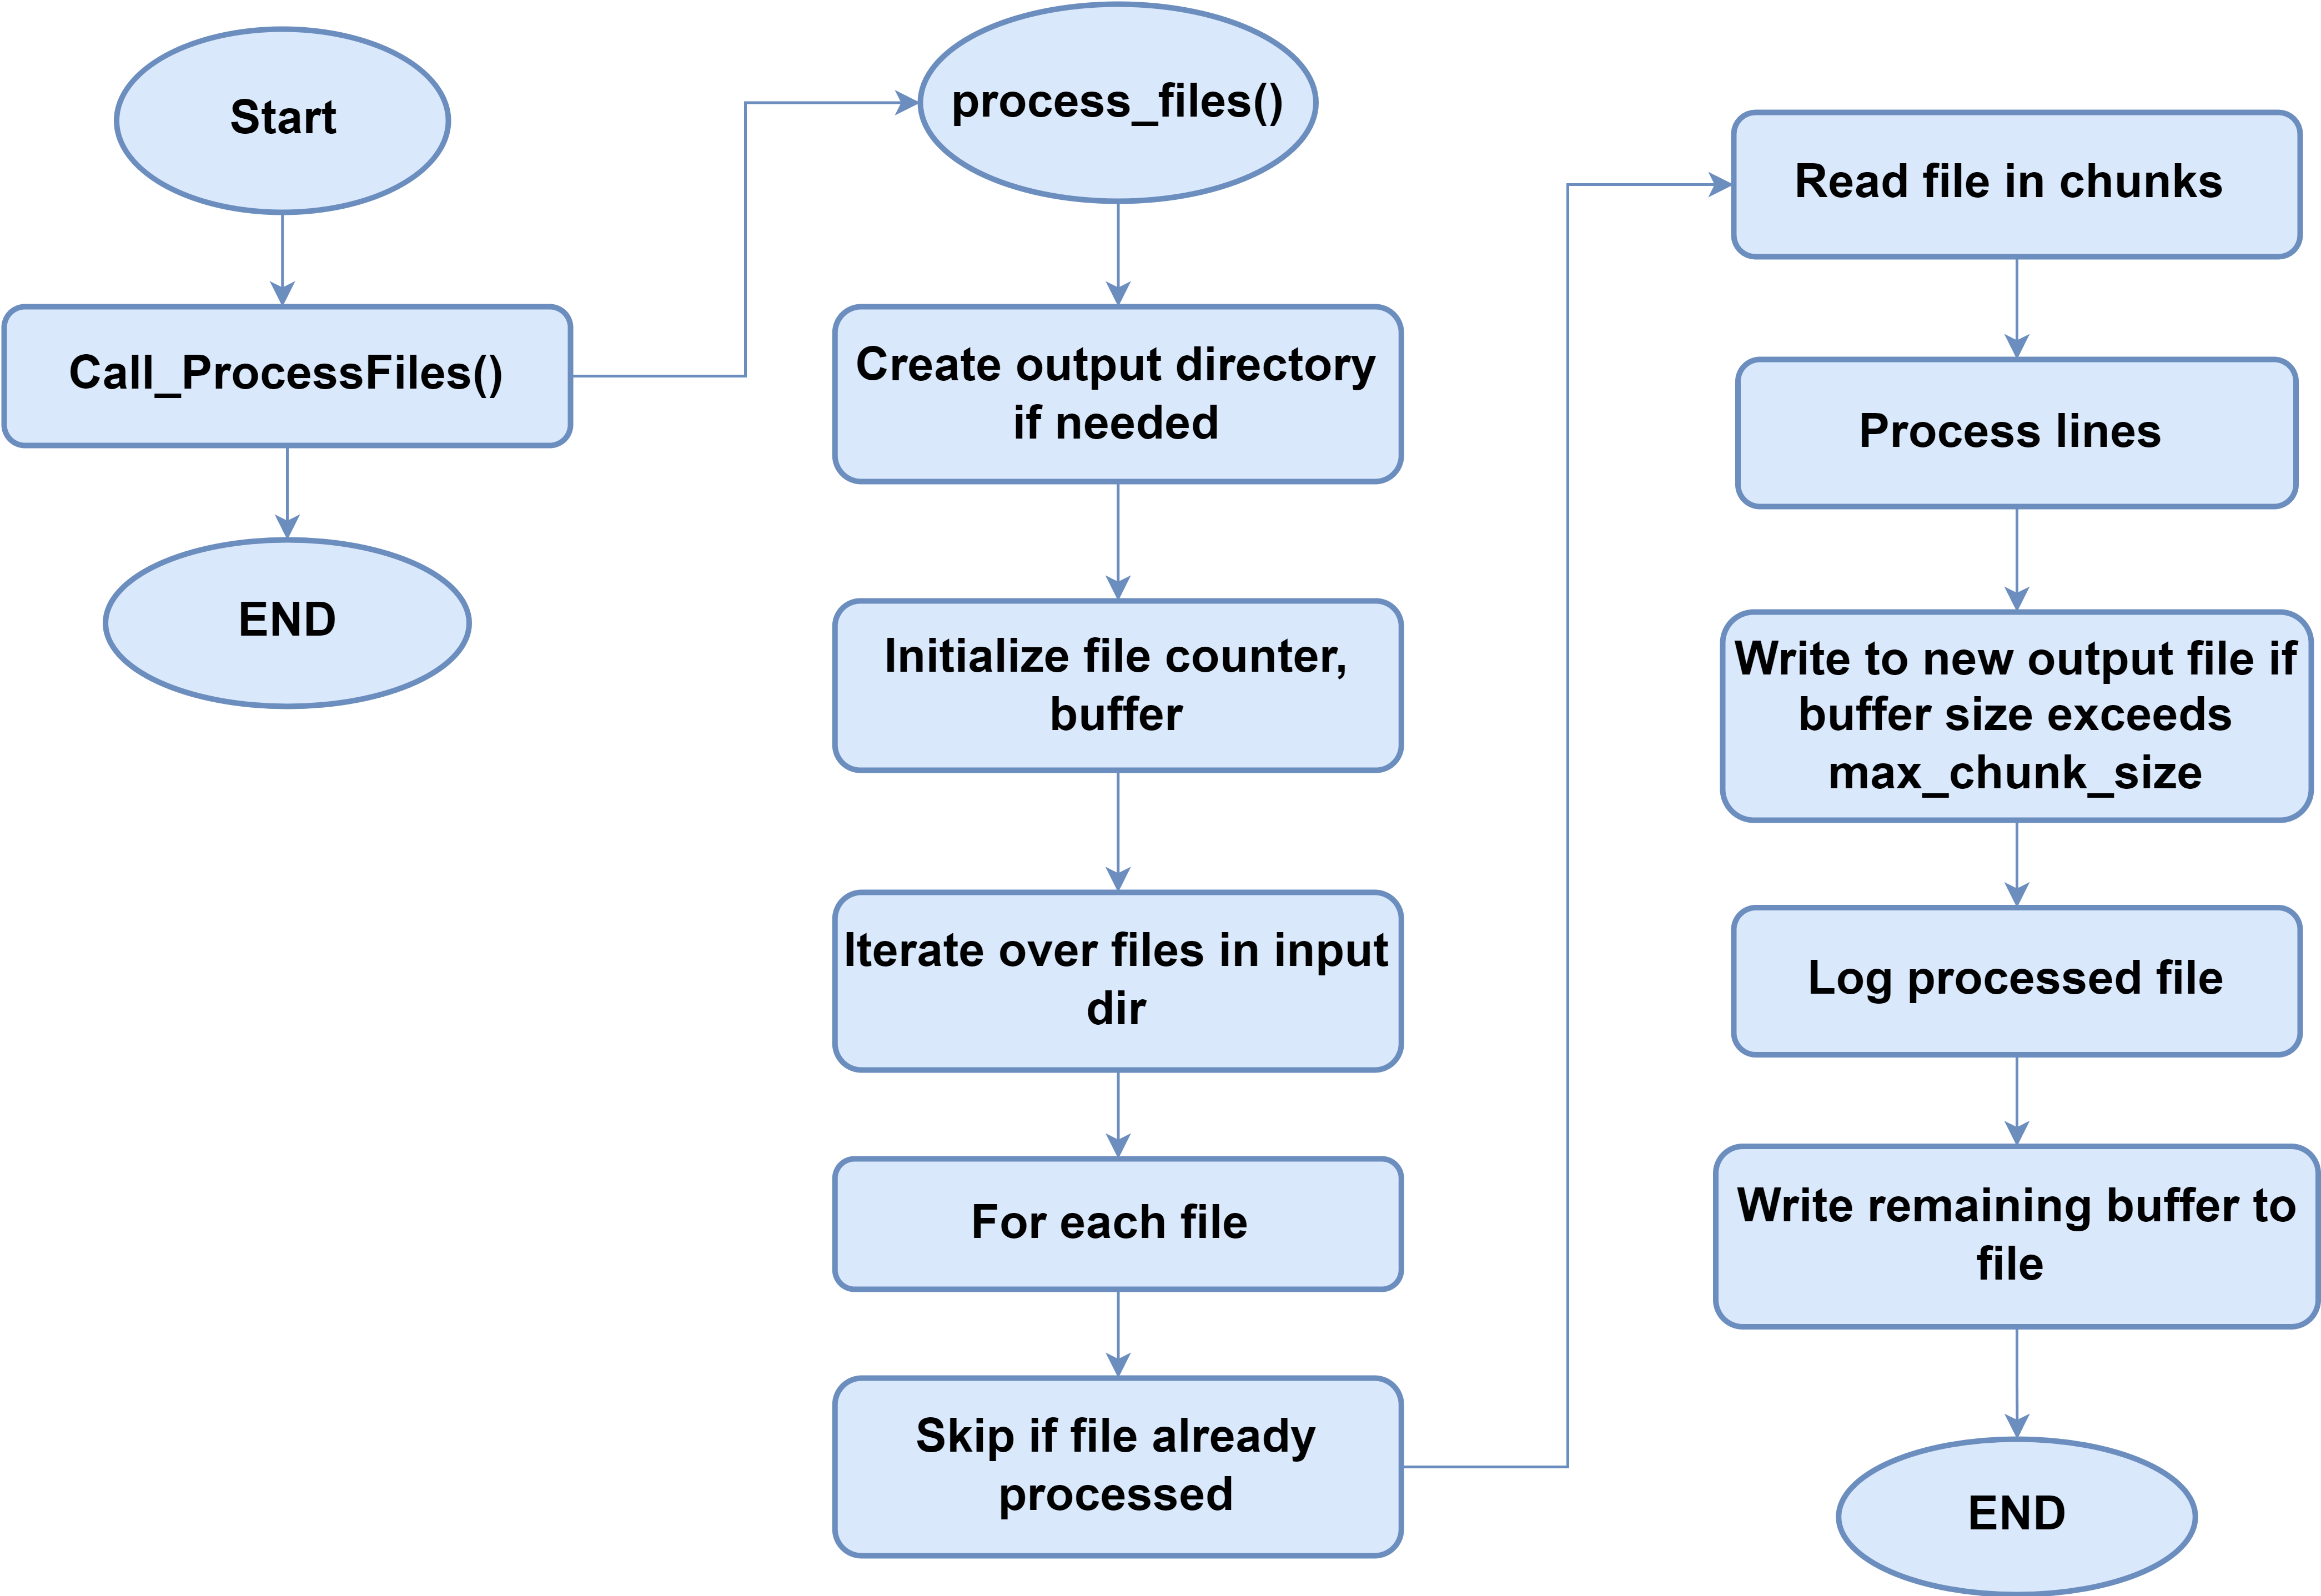 Start
Call_ProcessFiles()
END
process_files()
Create output directory
if needed
Initialize file counter,
buffer
Iterate over files in input
dir
For each file
Skip if file already
processed
Read file in chunks
Process lines
Write to new output file if
buffer size exceeds
max_chunk_size
Log processed file
Write remaining buffer to
file
END